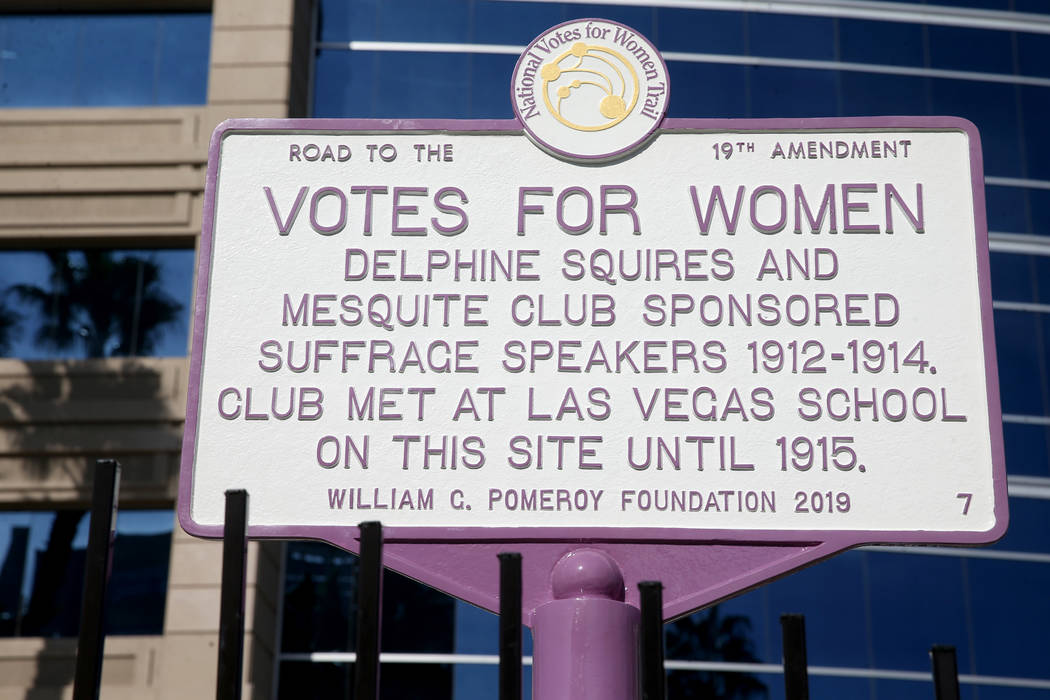 National Votes for Women Trail
ROAD TO THE 19TH AMENDMENT
VOTES FOR WOMEN
DELPHINE SQUIRES AND
MESQUITE CLUB SPONSORED
SUFFRAGE SPEAKERS 1912-1914.
CLUB MET AT LAS VEGAS SCHOOL
ON THIS SITE UNTIL 1915.
WILLIAM G. POMEROY FOUNDATION 2019 7